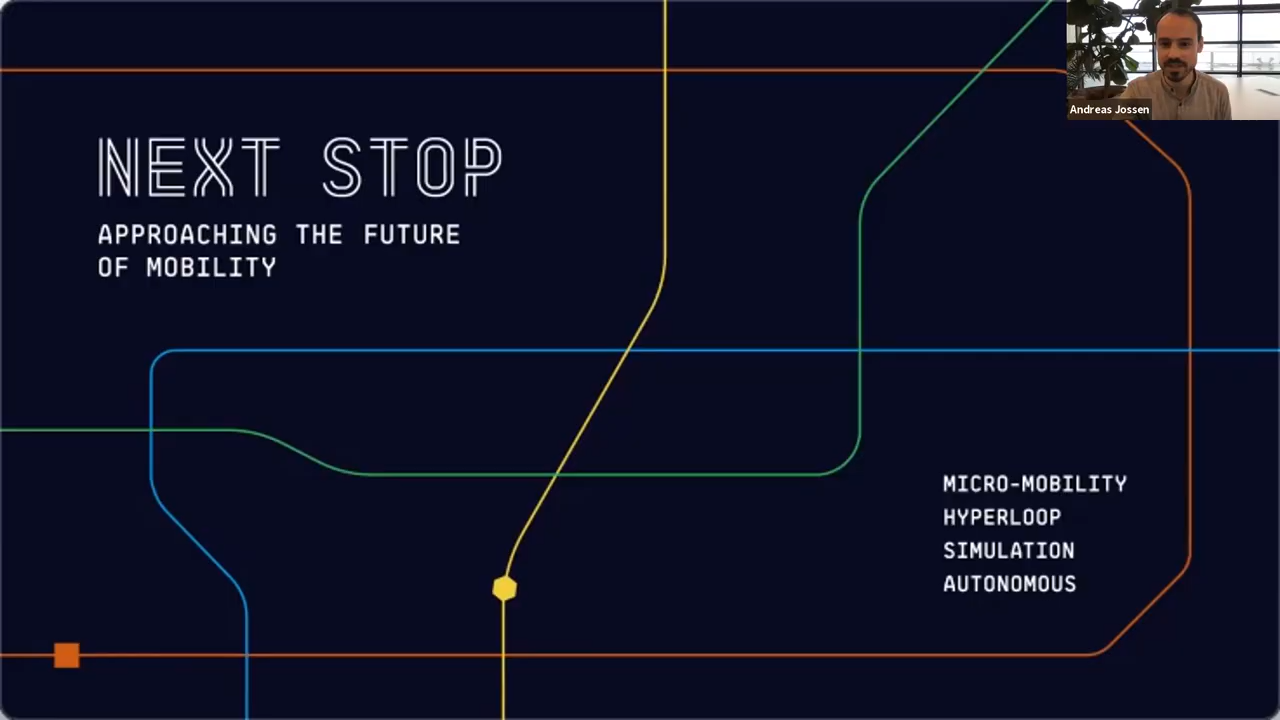 Andreas Jossen
NEXT STOP
APPROACHING THE FUTURE
OF MOBILITY
MICRO-MOBILITY
HYPERLOOP
SIMULATION
AUTONOMOUS